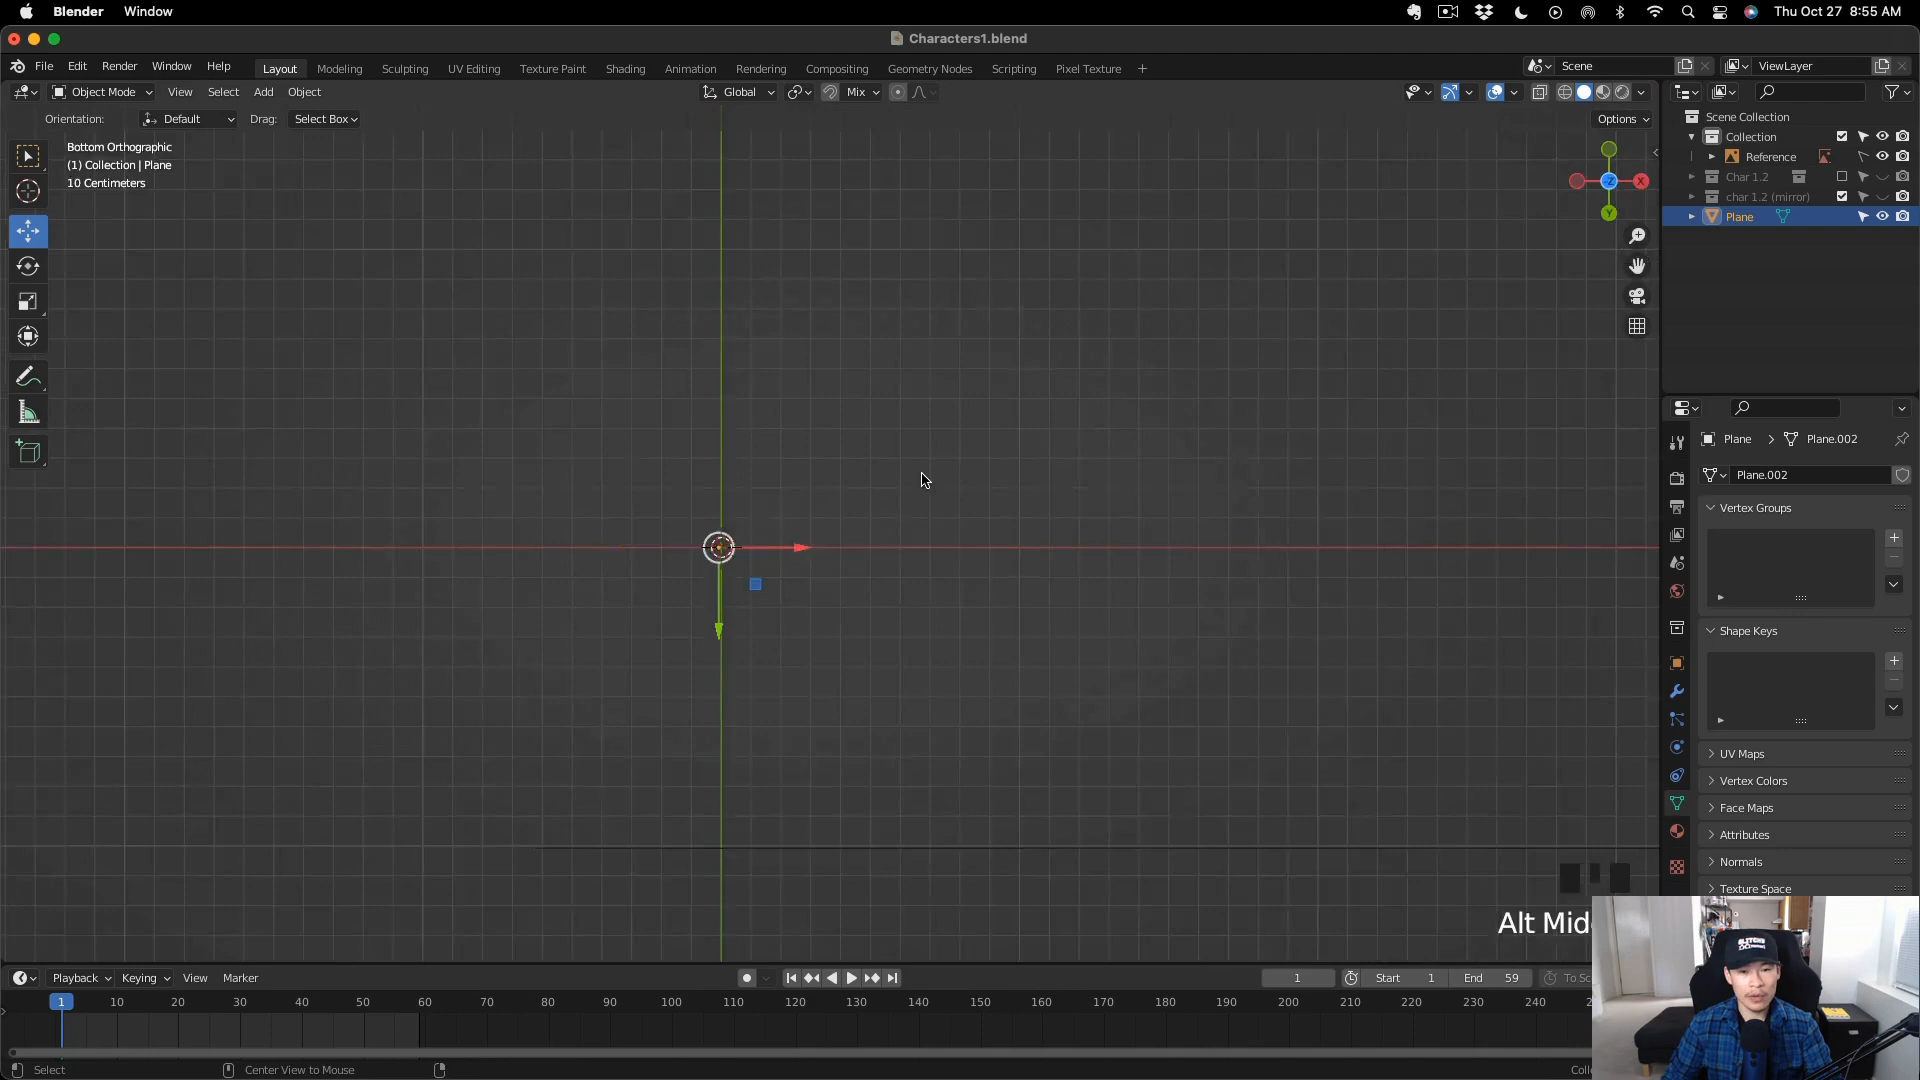 Blender Window Thu Oct 27 8:55 AM
Characters1.blend
File Edit Render Window Help Layout Modeling Sculpting UV Editing Texture Paint Shading Animation Rendering Compositing Geometry Nodes Scripting Pixel Texture + Scene ViewLayer
Object Mode View Select Add Object Global Mix
Orientation: Default Drag: Select Box Options
Bottom Orthographic
(1) Collection | Plane
10 Centimeters
X
-Z
Y
Scene Collection
Collection
Reference
Char 1.2
char 1.2 (mirror)
Plane
Plane > Plane.002
Plane.002
Vertex Groups
Shape Keys
UV Maps
Vertex Colors
Face Maps
Attributes
Normals
Texture Space
Alt Mid
Playback Keying View Marker 1 Start 1 End 59 To Sc
1 10 20 30 40 50 60 70 80 90 100 110 120 130 140 150 160 170 180 190 200 210 220 230 240
Select Center View to Mouse